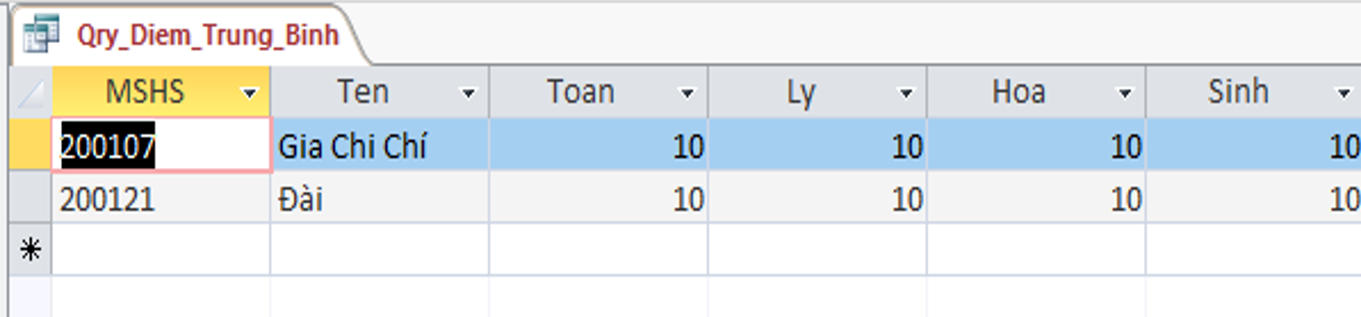 Qry_Diem_Trung_Binh
MSHS Ten Toan Ly Hoa Sinh
200107 Gia Chi Chí 10 10 10 10
200121 Đài 10 10 10 10